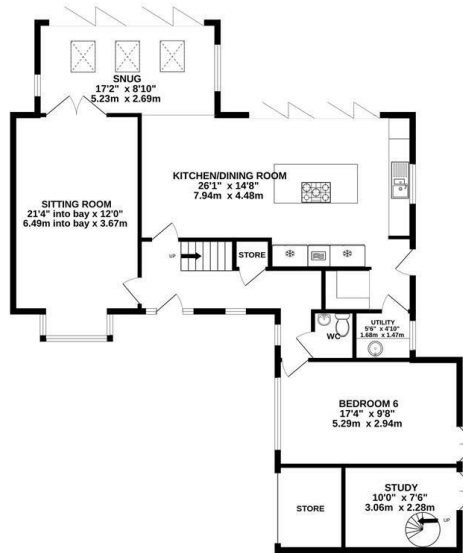 SNUG
17'2" x 8'10"
5.23m x 2.69m
KITCHEN/DINING ROOM
26'1" x 14'8"
7.94m x 4.48m
SITTING ROOM
21'4" into bay x 12'0"
6.49m into bay x 3.67m
UP
STORE
UTILITY
5'6" x 4'10"
1.68m x 1.47m
WC
BEDROOM 6
17'4" x 9'8"
5.29m x 2.94m
STORE
STUDY
10'0" x 7'6"
3.06m x 2.28m
UP